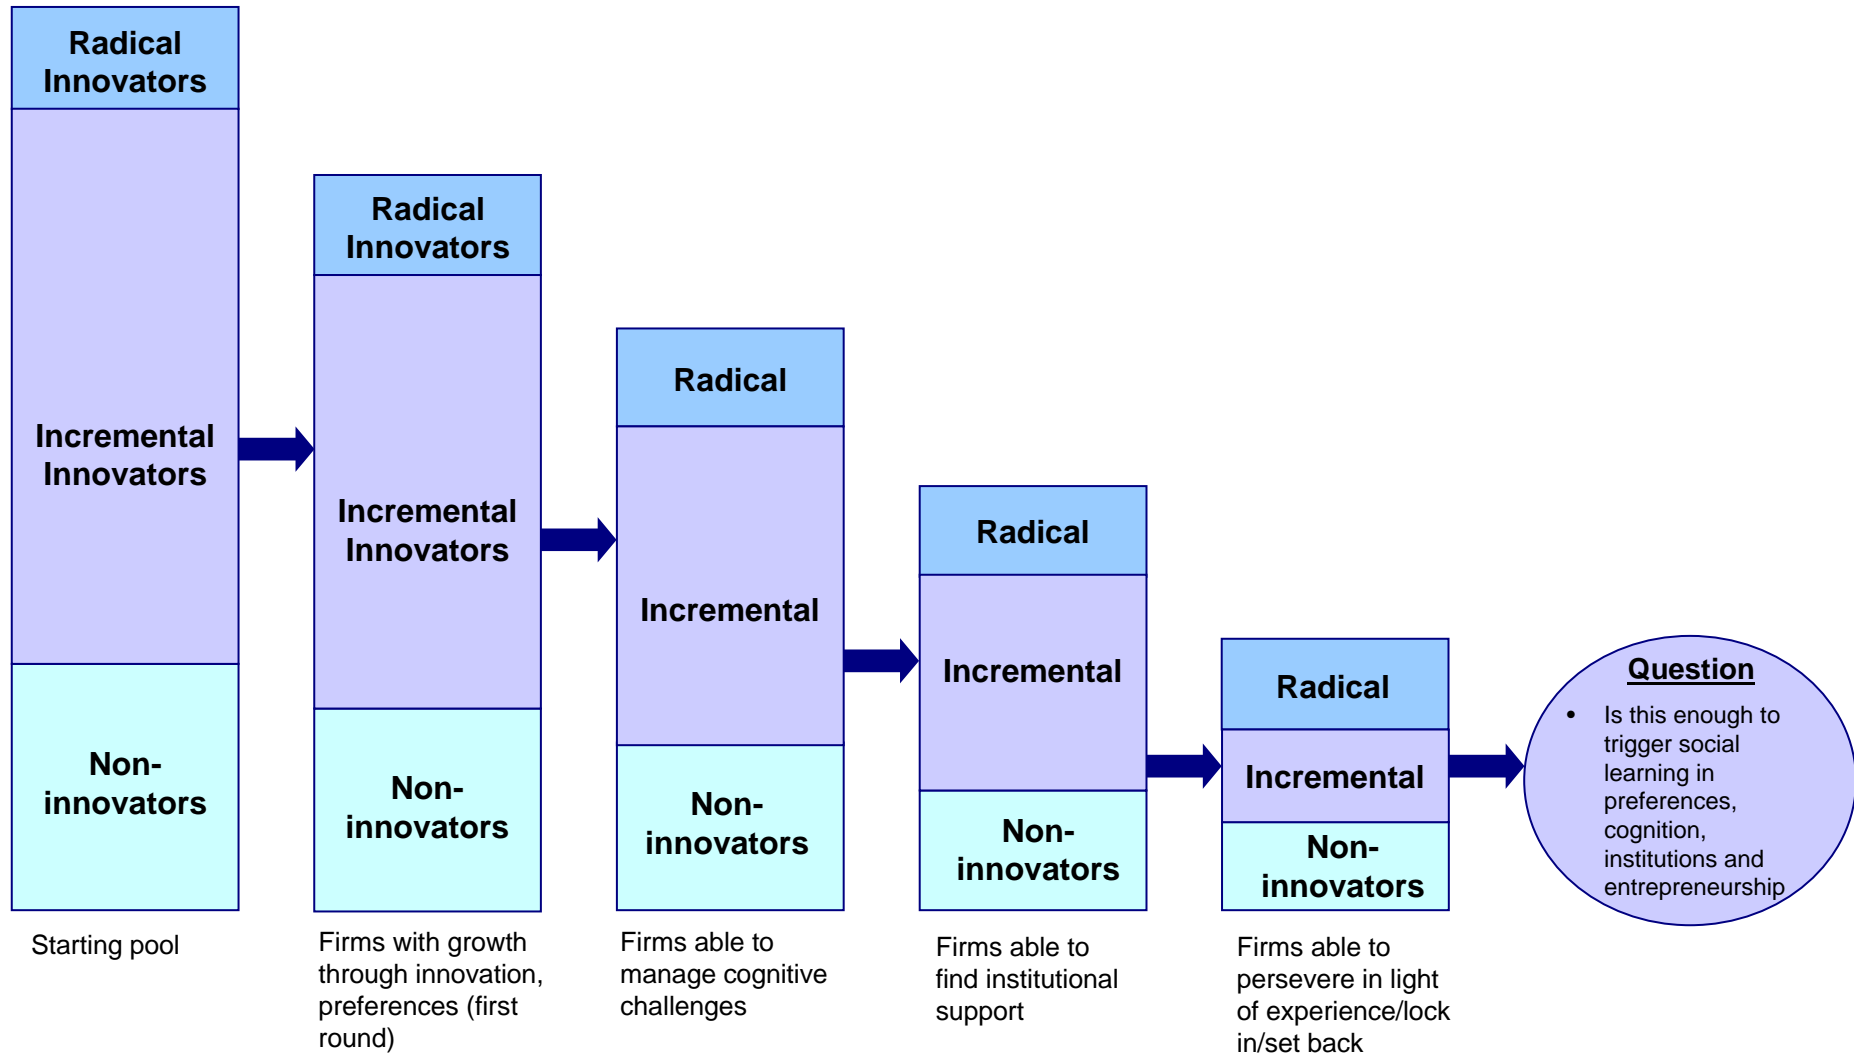 Radical
Innovators
Incremental
Innovators
Non-
innovators
Starting pool
Radical
Innovators
Incremental
Innovators
Non-
innovators
Firms with growth
through innovation,
preferences (first
round)
Radical
Incremental
Non-
innovators
Firms able to
manage cognitive
challenges
Radical
Incremental
Non-
innovators
Firms able to
find institutional
support
Radical
Incremental
Non-
innovators
Firms able to
persevere in light
of experience/lock
in/set back
Question
• Is this enough to
trigger social
learning in
preferences,
cognition,
institutions and
entrepreneurship